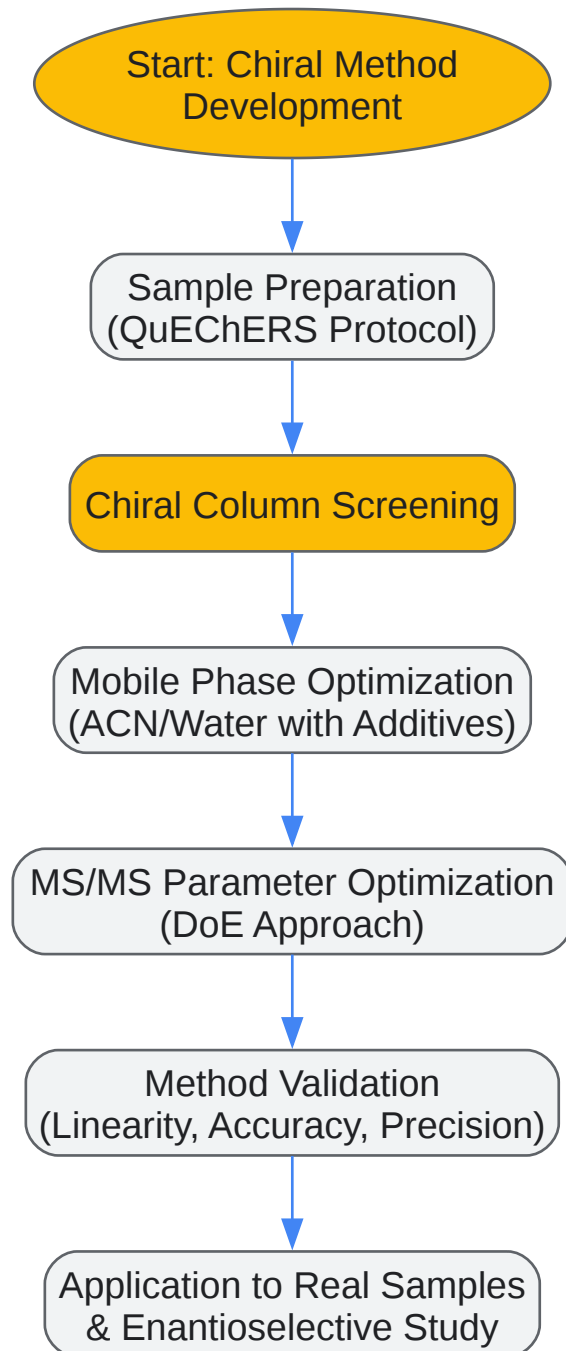 Start: Chiral Method
Development
Sample Preparation
(QuEChERS Protocol)
Chiral Column Screening
Mobile Phase Optimization
(ACN/Water with Additives)
MS/MS Parameter Optimization
(DoE Approach)
Method Validation
(Linearity, Accuracy, Precision)
Application to Real Samples
& Enantioselective Study